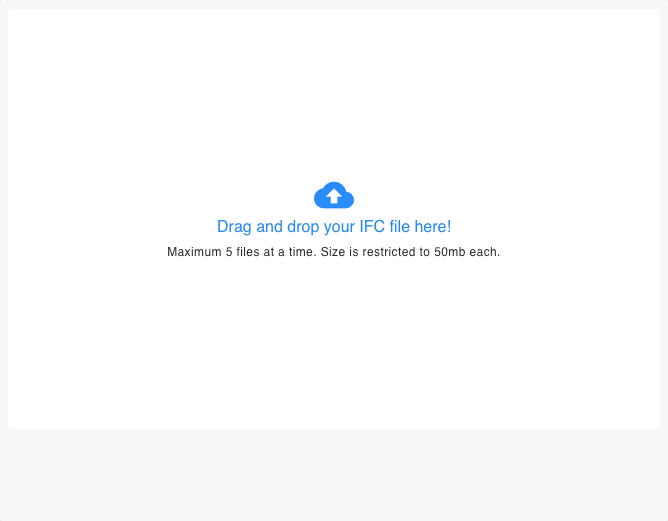 Drag and drop your IFC file here!
Maximum 5 files at a time. Size is restricted to 50mb each.